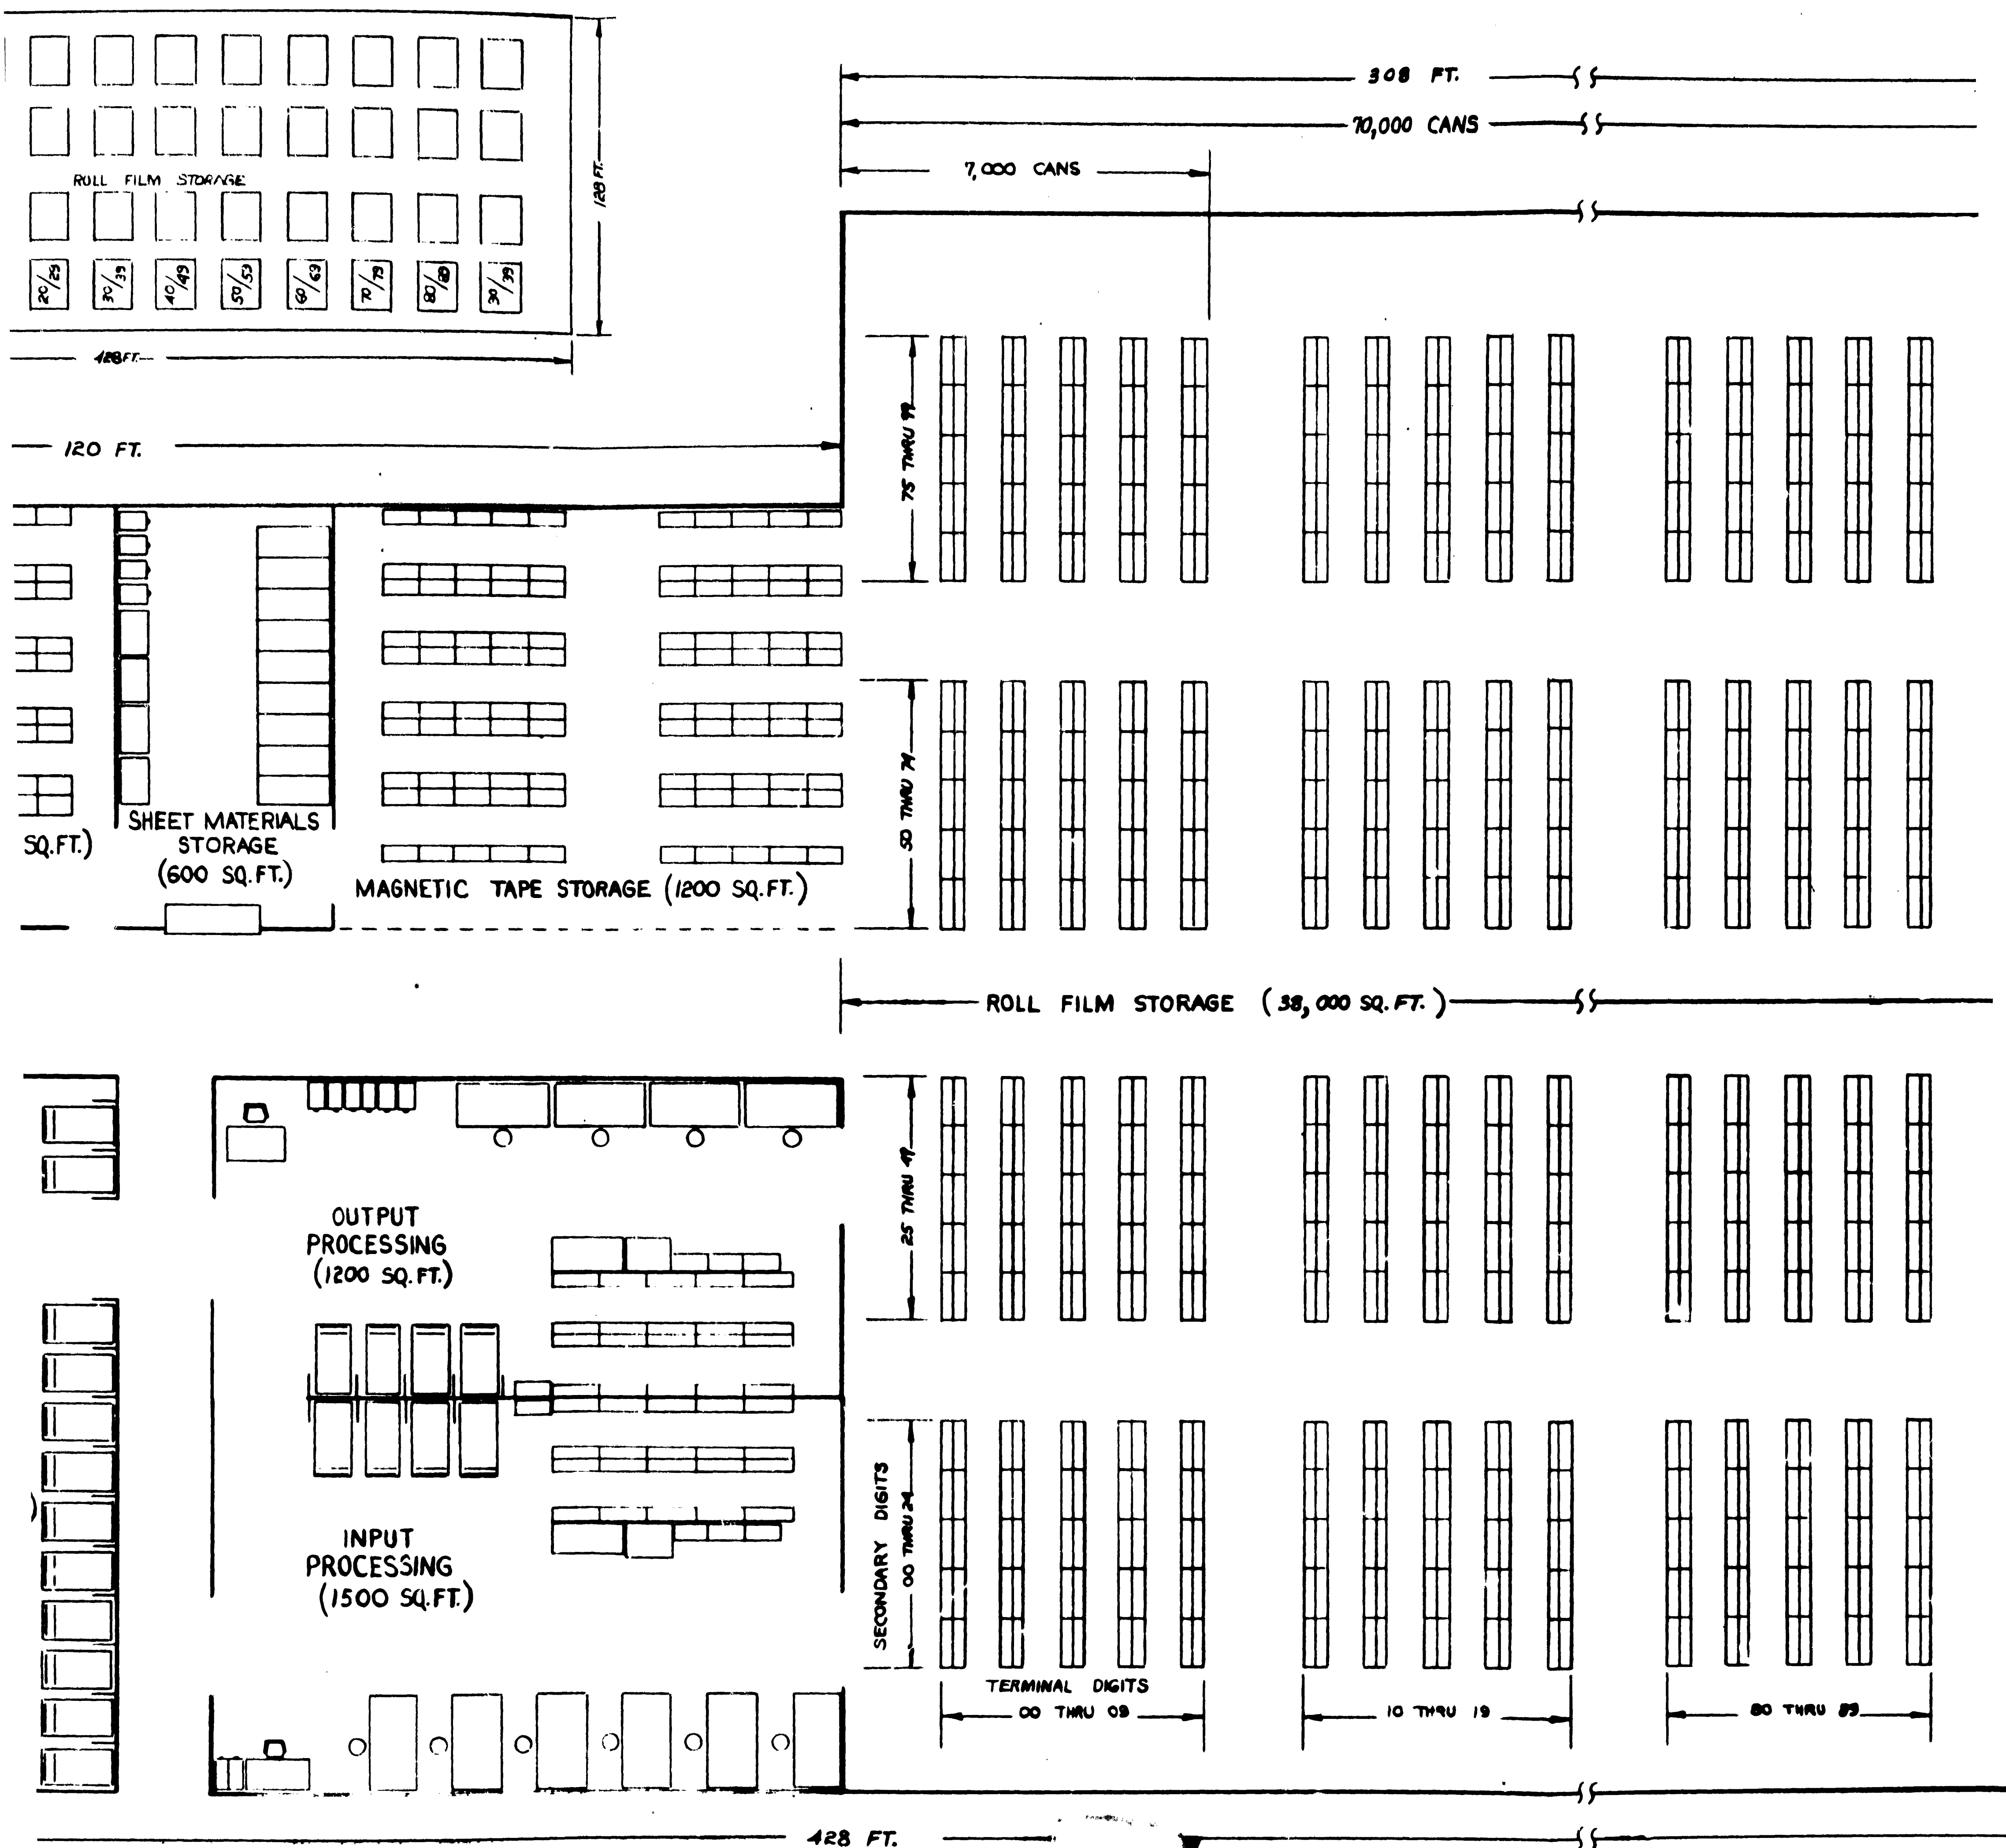 308 FT.
70,000 CANS
7,000 CANS
ROLL FILM STORAGE
128 FT.
20/29
30/39
40/49
50/59
60/69
70/79
80/89
428 FT.
120 FT.
75 THRU 99
50 THRU 74
SQ.FT.)
SHEET MATERIALS
STORAGE
(600 SQ.FT.)
MAGNETIC TAPE STORAGE (1200 SQ.FT.)
ROLL FILM STORAGE (38,000 SQ.FT.)
25 THRU 49
OUTPUT
PROCESSING
(1200 SQ.FT.)
)
INPUT
PROCESSING
(1500 SQ.FT.)
SECONDARY DIGITS
00 THRU 24
TERMINAL DIGITS
00 THRU 09
10 THRU 19
80 THRU 89
428 FT.